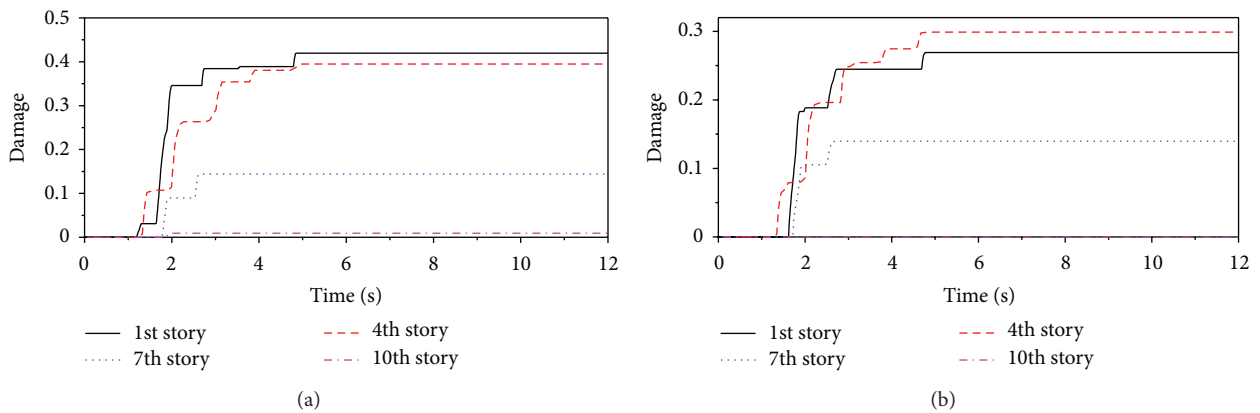 0.5
0.4
0.3
0.2
0.1
0
Damage
0 2 4 6 8 10 12
Time (s)
1st story
4th story
7th story
10th story
(a)
0.3
0.2
0.1
0
Damage
0 2 4 6 8 10 12
Time (s)
1st story
4th story
7th story
10th story
(b)